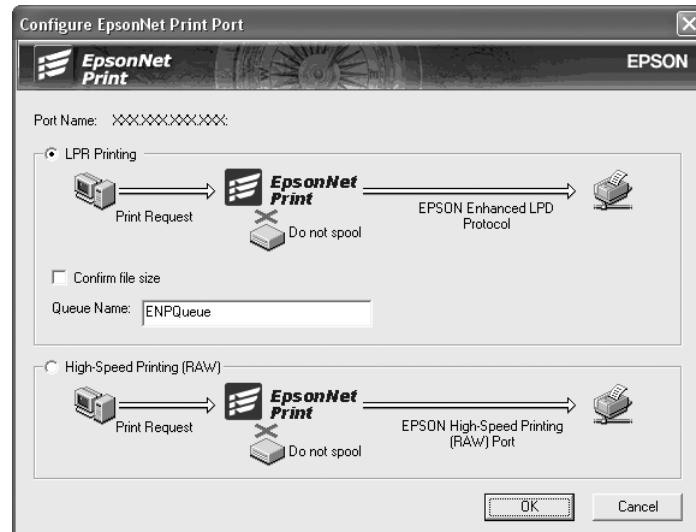 Configure EpsonNet Print Port
EpsonNet
Print
EPSON
Port Name: XXX.XXX.XXX.XXX:
LPR Printing
Print Request
EpsonNet
Print
Do not spool
EPSON Enhanced LPD
Protocol
Confirm file size
Queue Name: ENPQueue
High-Speed Printing (RAW)
Print Request
EpsonNet
Print
Do not spool
EPSON High-Speed Printing
(RAW) Port
OK
Cancel